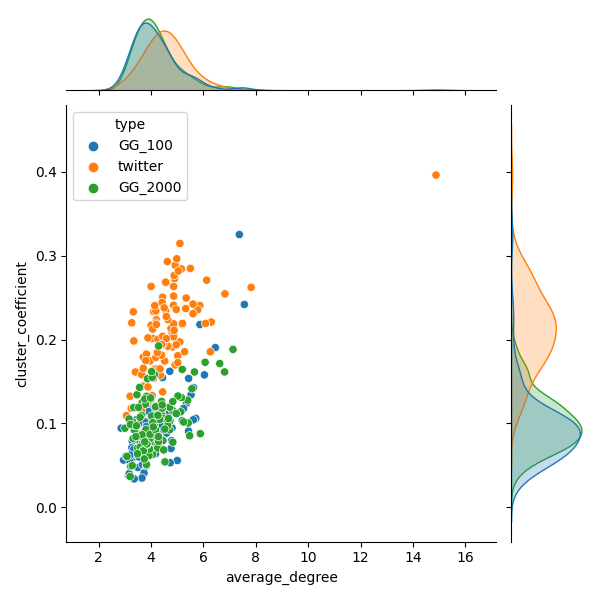 type
GG_100
twitter
GG_2000
cluster_coefficient
0.4
0.3
0.2
0.1
0.0
2 4 6 8 10 12 14 16
average_degree